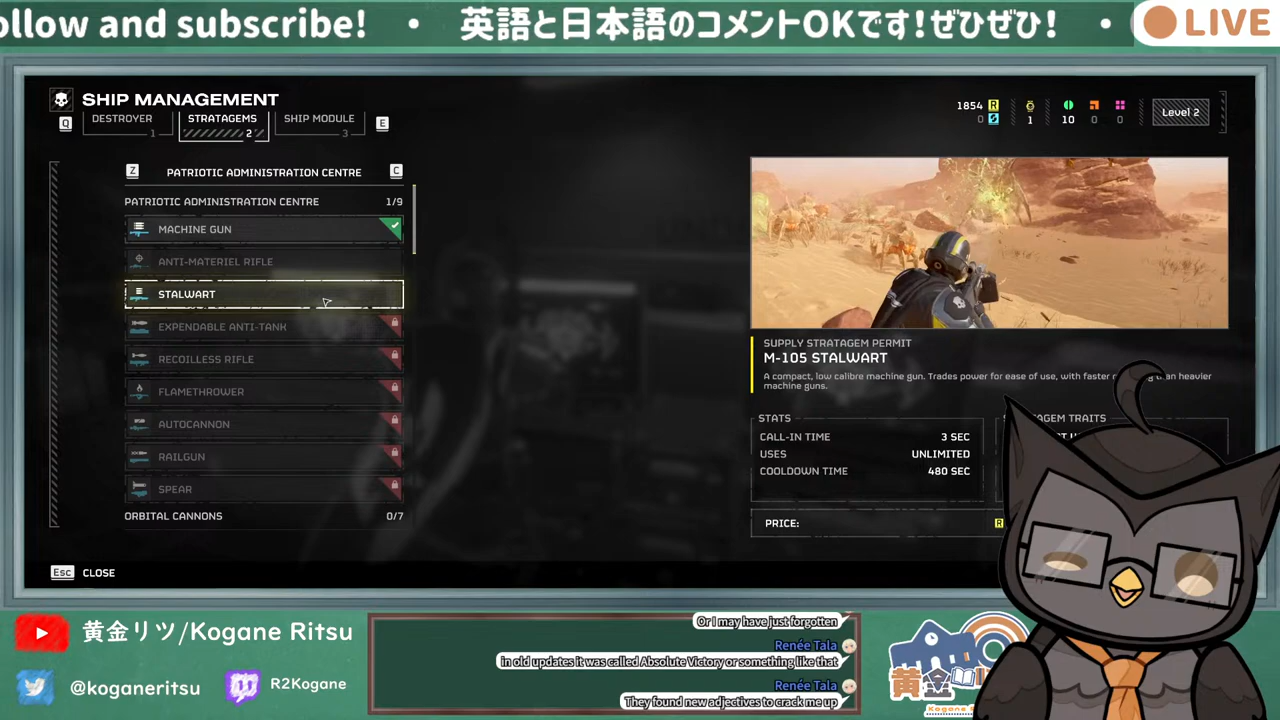 ollow and subscribe! • 英語と日本語のコメントOKです！ぜひぜひ！ •
LIVE
SHIP MANAGEMENT
Q DESTROYER 1 STRATAGEMS 2 SHIP MODULE 3 E
1854 R
0 S
1 10 0 0
Level 2
Z PATRIOTIC ADMINISTRATION CENTRE C
PATRIOTIC ADMINISTRATION CENTRE 1/9
MACHINE GUN
ANTI-MATERIEL RIFLE
STALWART
EXPENDABLE ANTI-TANK
RECOILLESS RIFLE
FLAMETHROWER
AUTOCANNON
RAILGUN
SPEAR
ORBITAL CANNONS 0/7
Esc CLOSE
SUPPLY STRATAGEM PERMIT
M-105 STALWART
A compact, low calibre machine gun. Trades power for ease of use, with faster an heavier
machine guns.
STATS
CALL-IN TIME 3 SEC
USES UNLIMITED
COOLDOWN TIME 480 SEC
TRAITS
PRICE: R
黄金リツ/Kogane Ritsu
@koganeritsu
R2Kogane
Or I may have just forgotten
Renée Tala
in old updates it was called Absolute Victory or something like that
Renée Tala
They found new adjectives to crack me up
黄金